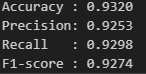 Accuracy : 0.9320
Precision: 0.9253
Recall   : 0.9298
F1-score : 0.9274